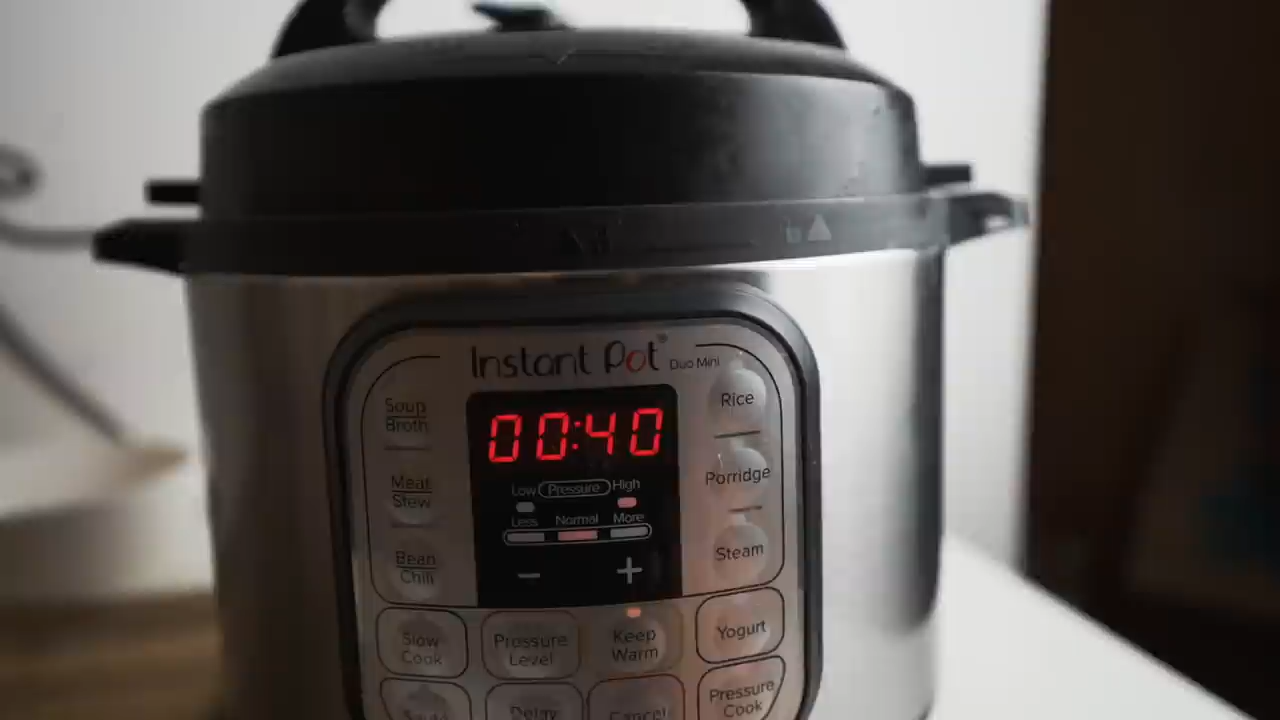 Instant Pot® Duo Mini
Soup
Broth
Meat
Stew
Bean
Chili
00:40
Low Pressure High
Less Normal More
− +
Rice
Porridge
Steam
Slow
Cook
Pressure
Level
Keep
Warm
Yogurt
Sauté
Delay
Cancel
Pressure
Cook